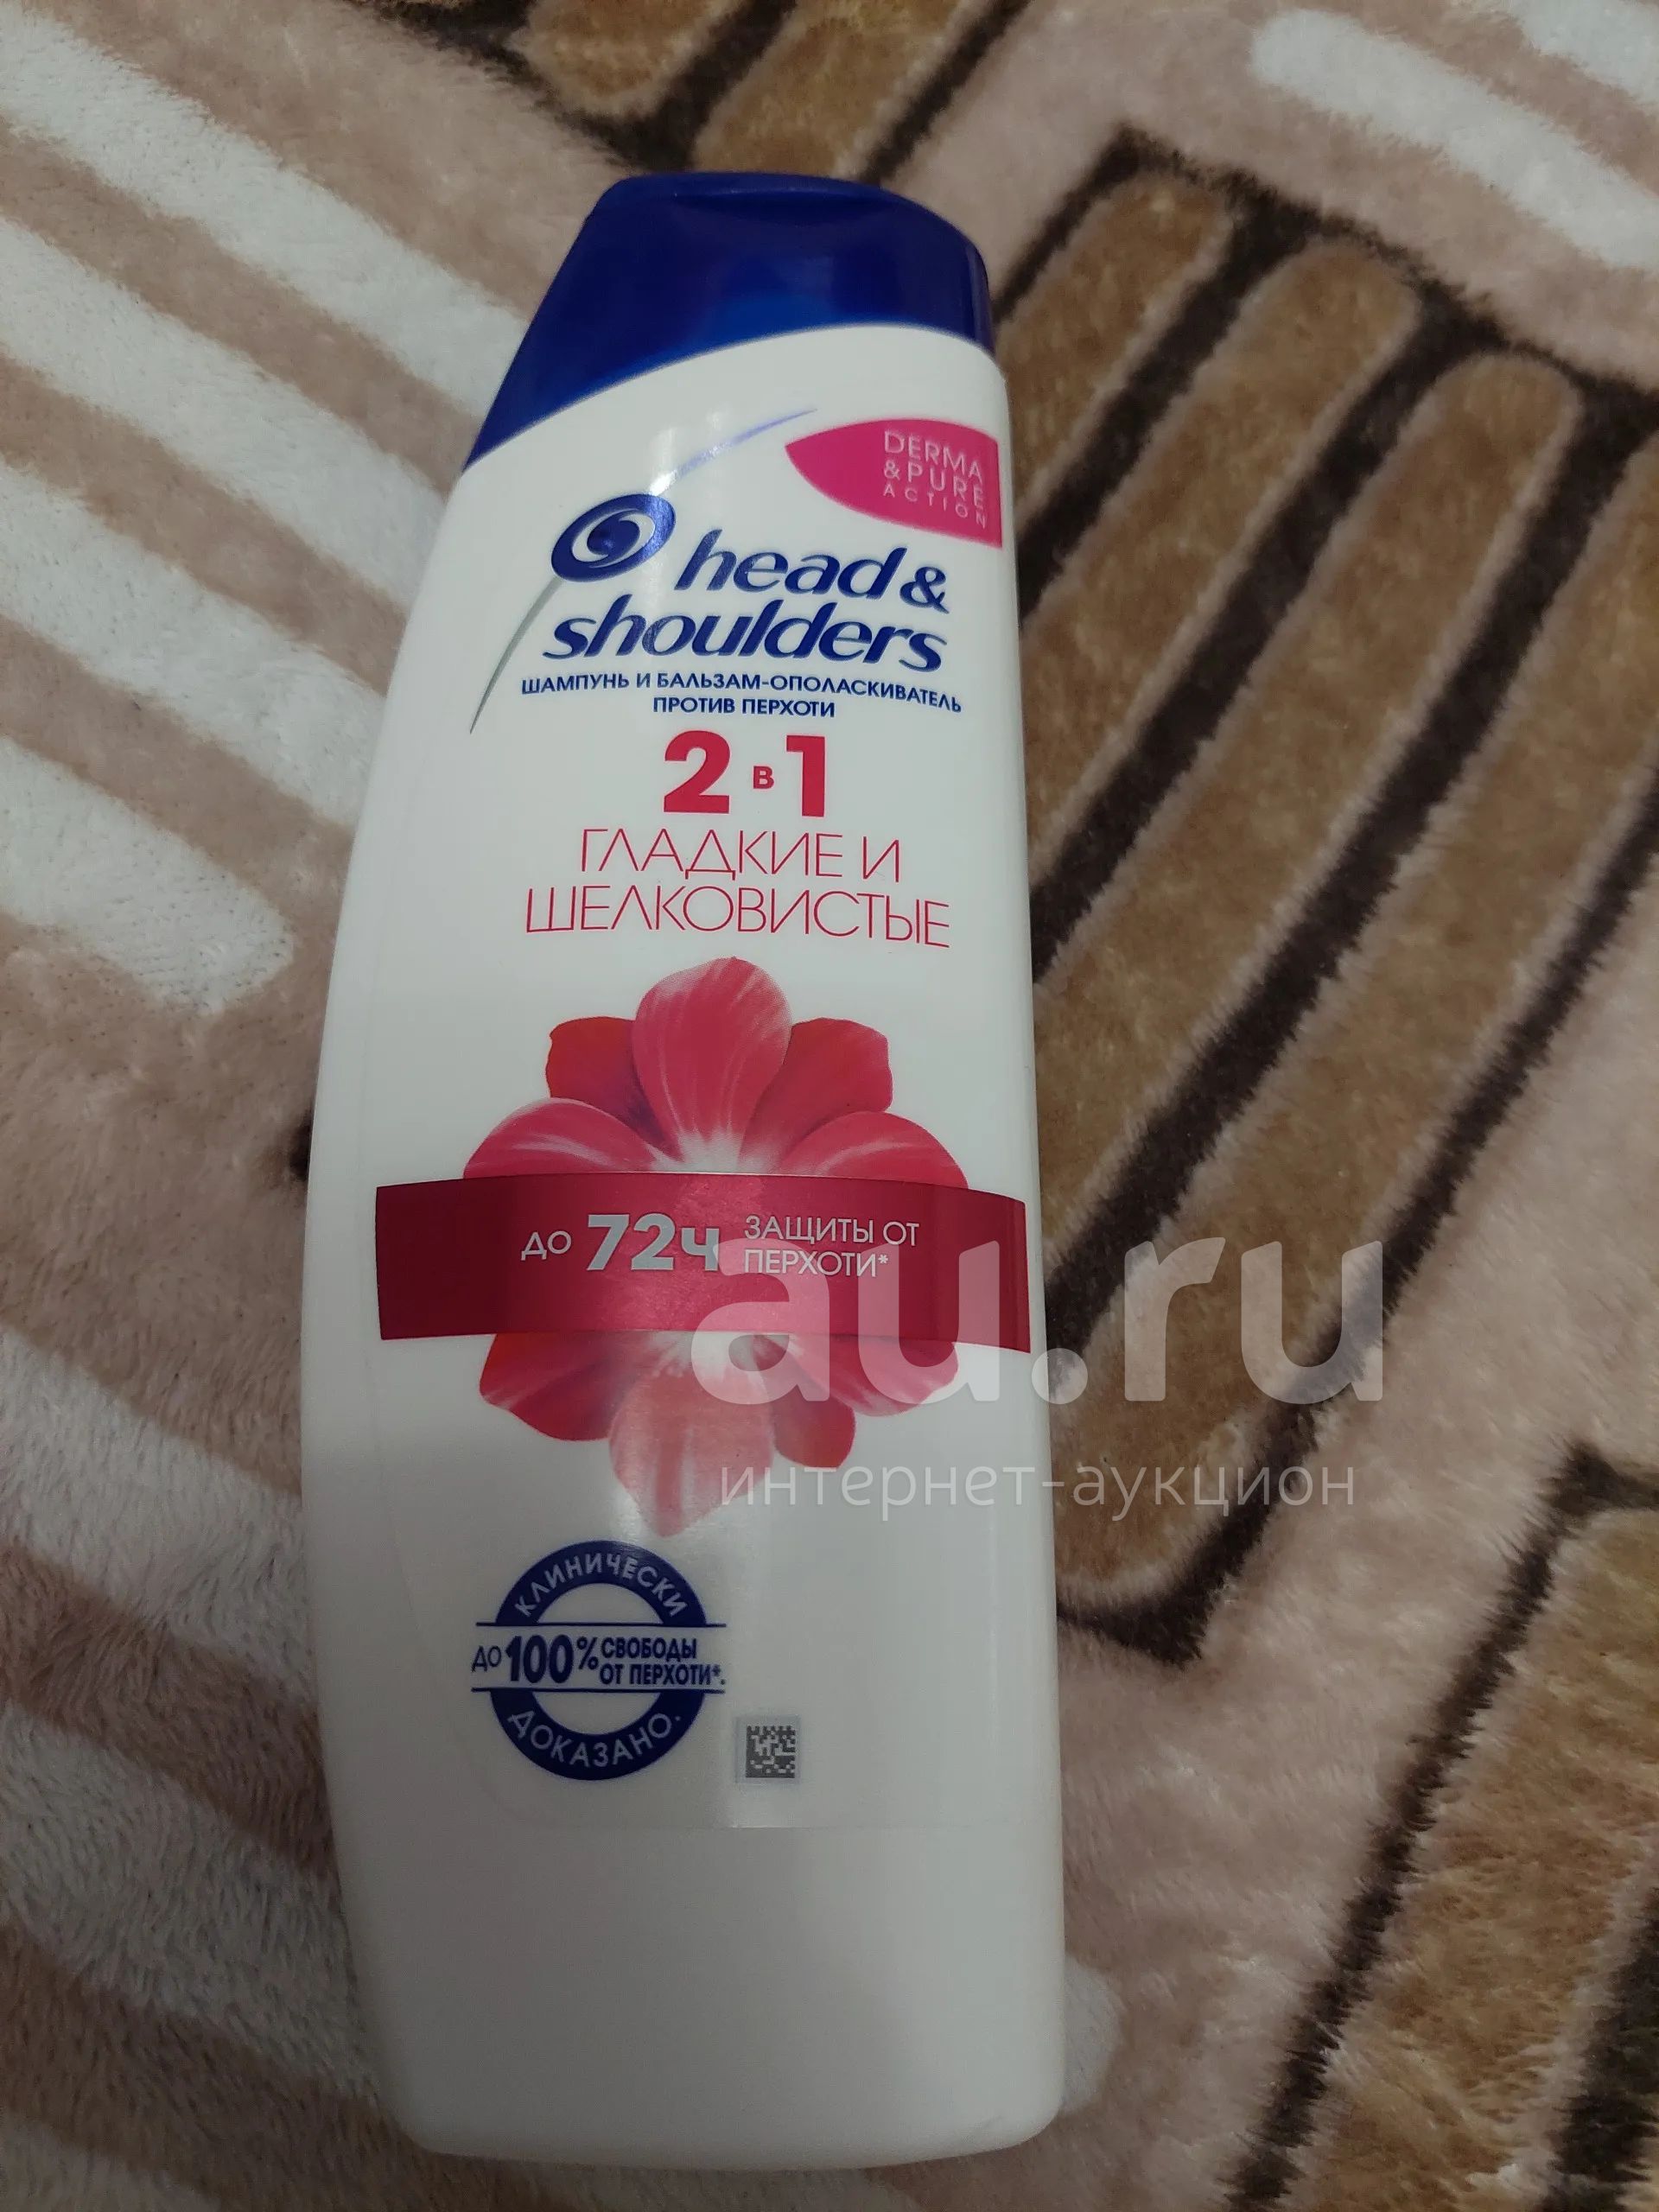 DERMA
&PURE
ACTION
head&
shoulders
ШАМПУНЬ И БАЛЬЗАМ-ОПОЛАСКИВАТЕЛЬ
ПРОТИВ ПЕРХОТИ
2 в 1
ГЛАДКИЕ И
ШЕЛКОВИСТЫЕ
ДО 72Ч ЗАЩИТЫ ОТ
ПЕРХОТИ*
au.ru
интернет-аукцион
КЛИНИЧЕСКИ
ДО 100% СВОБОДЫ
ОТ ПЕРХОТИ*.
ДОКАЗАНО.